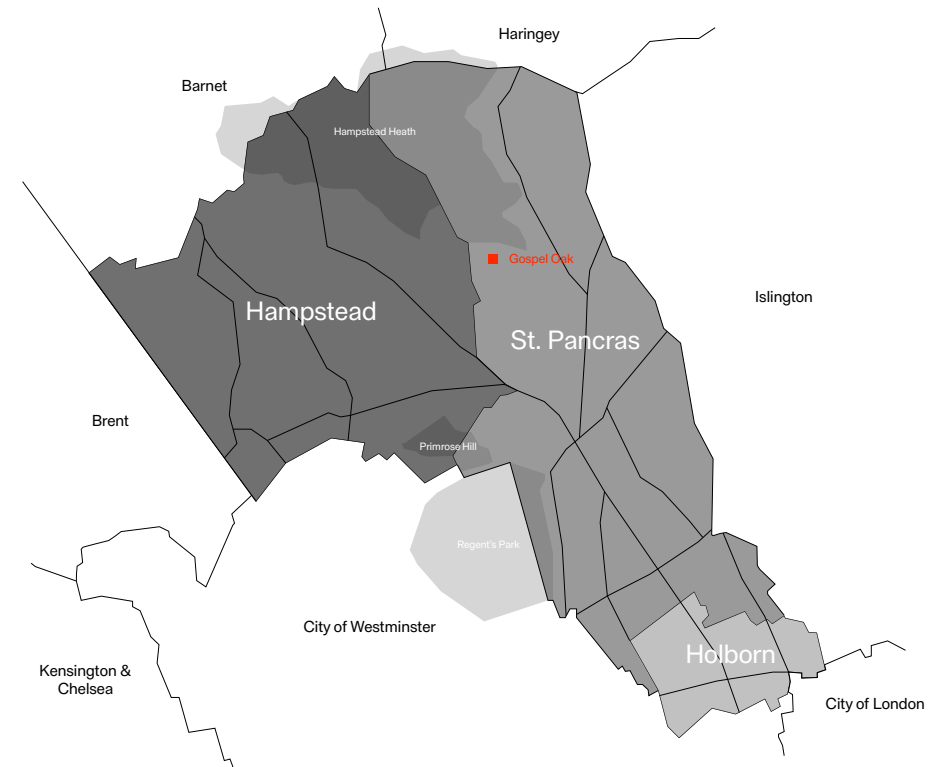 Haringey
Barnet
Hampstead Heath
Gospel Oak
Islington
Hampstead
St. Pancras
Brent
Primrose Hill
Regent's Park
City of Westminster
Holborn
Kensington &
Chelsea
City of London